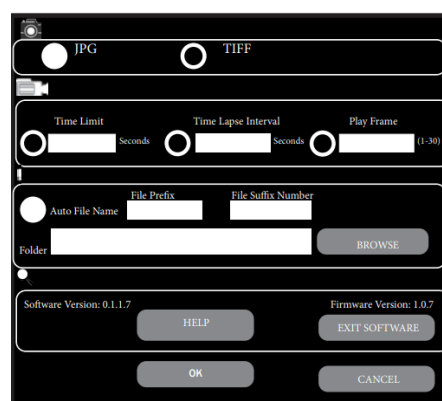 JPG TIFF
Time Limit Time Lapse Interval Play Frame
Seconds Seconds (1-30)
File Prefix File Suffix Number
Auto File Name
Folder BROWSE
Software Version: 0.1.1.7 Firmware Version: 1.0.7
HELP EXIT SOFTWARE
OK CANCEL